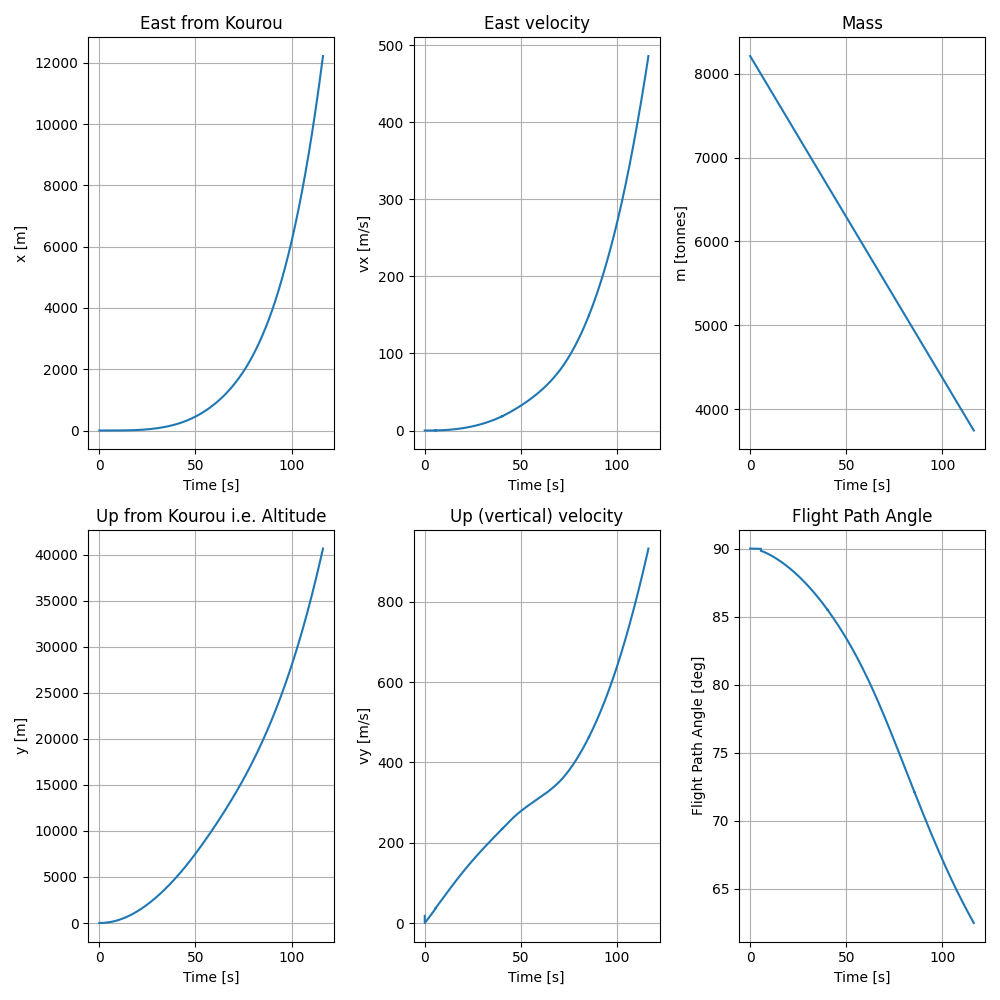 East from Kourou
x [m]
12000
10000
8000
6000
4000
2000
0
0 50 100
Time [s]
East velocity
vx [m/s]
500
400
300
200
100
0
0 50 100
Time [s]
Mass
m [tonnes]
8000
7000
6000
5000
4000
0 50 100
Time [s]
Up from Kourou i.e. Altitude
y [m]
40000
35000
30000
25000
20000
15000
10000
5000
0
0 50 100
Time [s]
Up (vertical) velocity
vy [m/s]
800
600
400
200
0
0 50 100
Time [s]
Flight Path Angle
Flight Path Angle [deg]
90
85
80
75
70
65
0 50 100
Time [s]